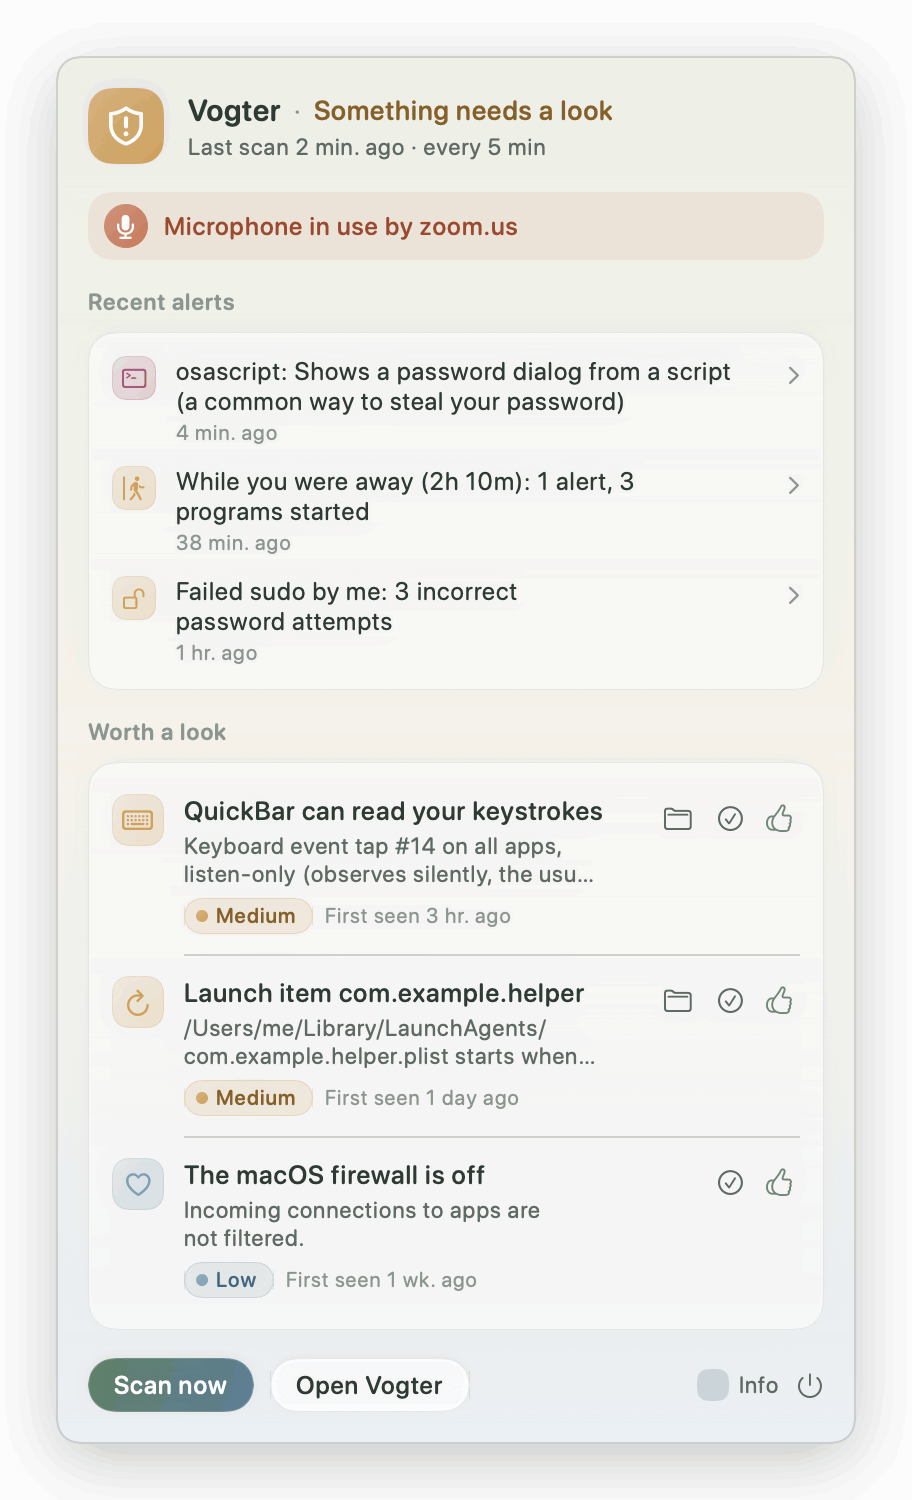 Vogter · Something needs a look
Last scan 2 min. ago · every 5 min
Microphone in use by zoom.us
Recent alerts
osascript: Shows a password dialog from a script
(a common way to steal your password)
4 min. ago
While you were away (2h 10m): 1 alert, 3
programs started
38 min. ago
Failed sudo by me: 3 incorrect
password attempts
1 hr. ago
Worth a look
QuickBar can read your keystrokes
Keyboard event tap #14 on all apps,
listen-only (observes silently, the usu...
Medium First seen 3 hr. ago
Launch item com.example.helper
/Users/me/Library/LaunchAgents/
com.example.helper.plist starts when...
Medium First seen 1 day ago
The macOS firewall is off
Incoming connections to apps are
not filtered.
Low First seen 1 wk. ago
Scan now Open Vogter Info